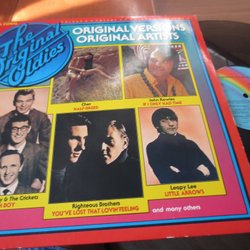 The
Original
Oldies
ORIGINAL VERSIONS
ORIGINAL ARTISTS
Cher
HALF-BREED
John Rowles
IF I ONLY HAD TIME
y & The Crickets
H BOY
Righteous Brothers
YOU'VE LOST THAT LOVIN' FEELING
Leapy Lee
LITTLE ARROWS
and many others